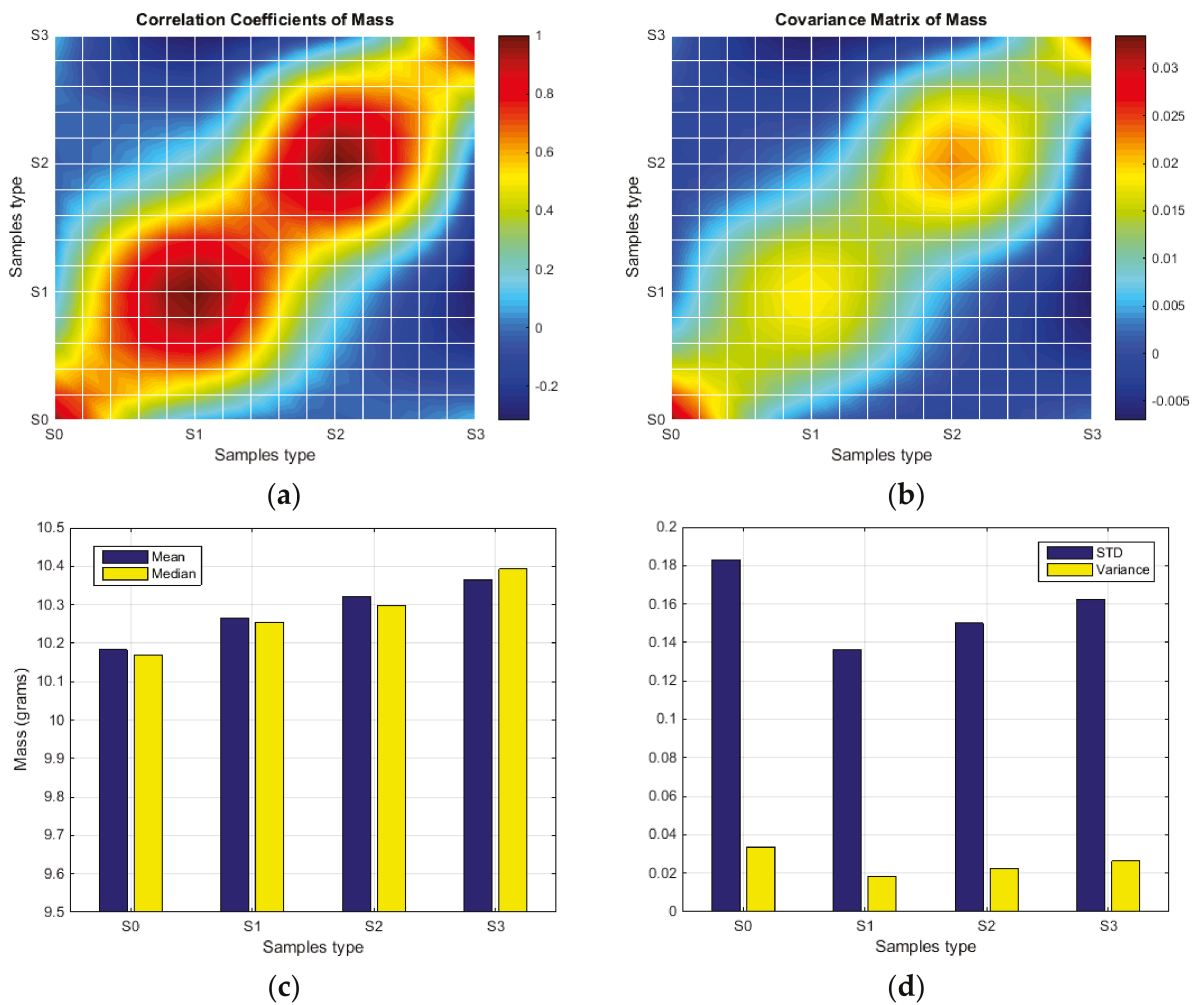 Correlation Coefficients of Mass
S3
S2
S1
S0
Samples type
S0 S1 S2 S3
Samples type
1
0.8
0.6
0.4
0.2
0
-0.2
(a)
Covariance Matrix of Mass
S3
S2
S1
S0
Samples type
S0 S1 S2 S3
Samples type
0.03
0.025
0.02
0.015
0.01
0.005
0
-0.005
(b)
10.5
10.4
10.3
10.2
10.1
10
9.9
9.8
9.7
9.6
9.5
Mass (grams)
Mean
Median
S0 S1 S2 S3
Samples type
(c)
0.2
0.18
0.16
0.14
0.12
0.1
0.08
0.06
0.04
0.02
0
STD
Variance
S0 S1 S2 S3
Samples type
(d)